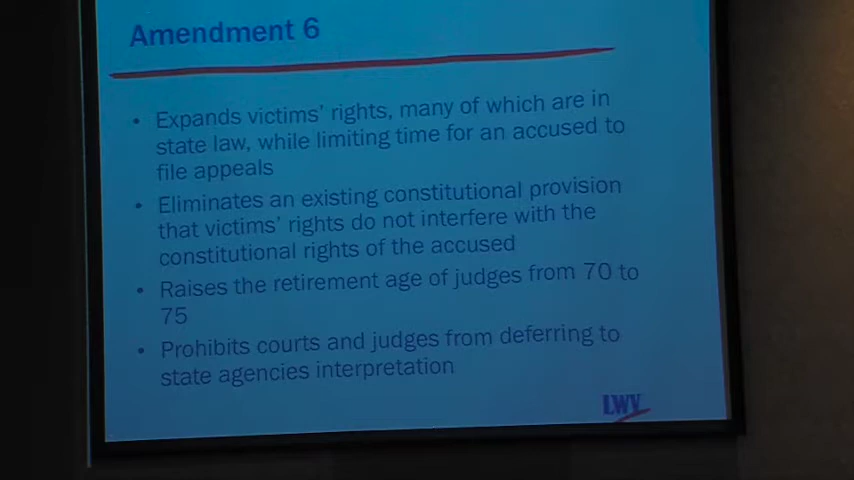 Amendment 6
• Expands victims' rights, many of which are in
state law, while limiting time for an accused to
file appeals
• Eliminates an existing constitutional provision
that victims' rights do not interfere with the
constitutional rights of the accused
• Raises the retirement age of judges from 70 to
75
• Prohibits courts and judges from deferring to
state agencies interpretation
LWV